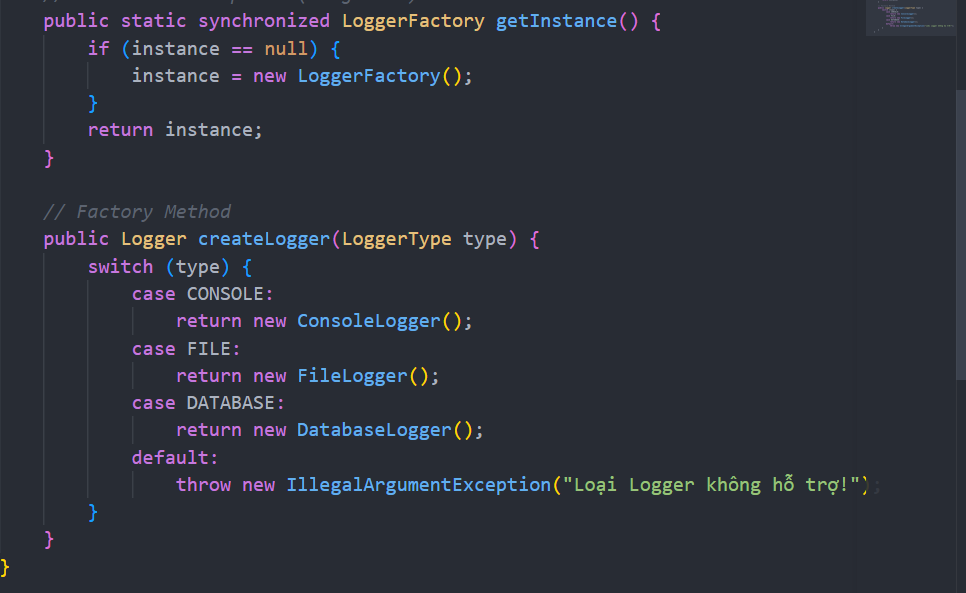 public static synchronized LoggerFactory getInstance() {
if (instance == null) {
instance = new LoggerFactory();
}
return instance;
}
// Factory Method
public Logger createLogger(LoggerType type) {
switch (type) {
case CONSOLE:
return new ConsoleLogger();
case FILE:
return new FileLogger();
case DATABASE:
return new DatabaseLogger();
default:
throw new IllegalArgumentException("Loại Logger không hỗ trợ!");
}
}
}